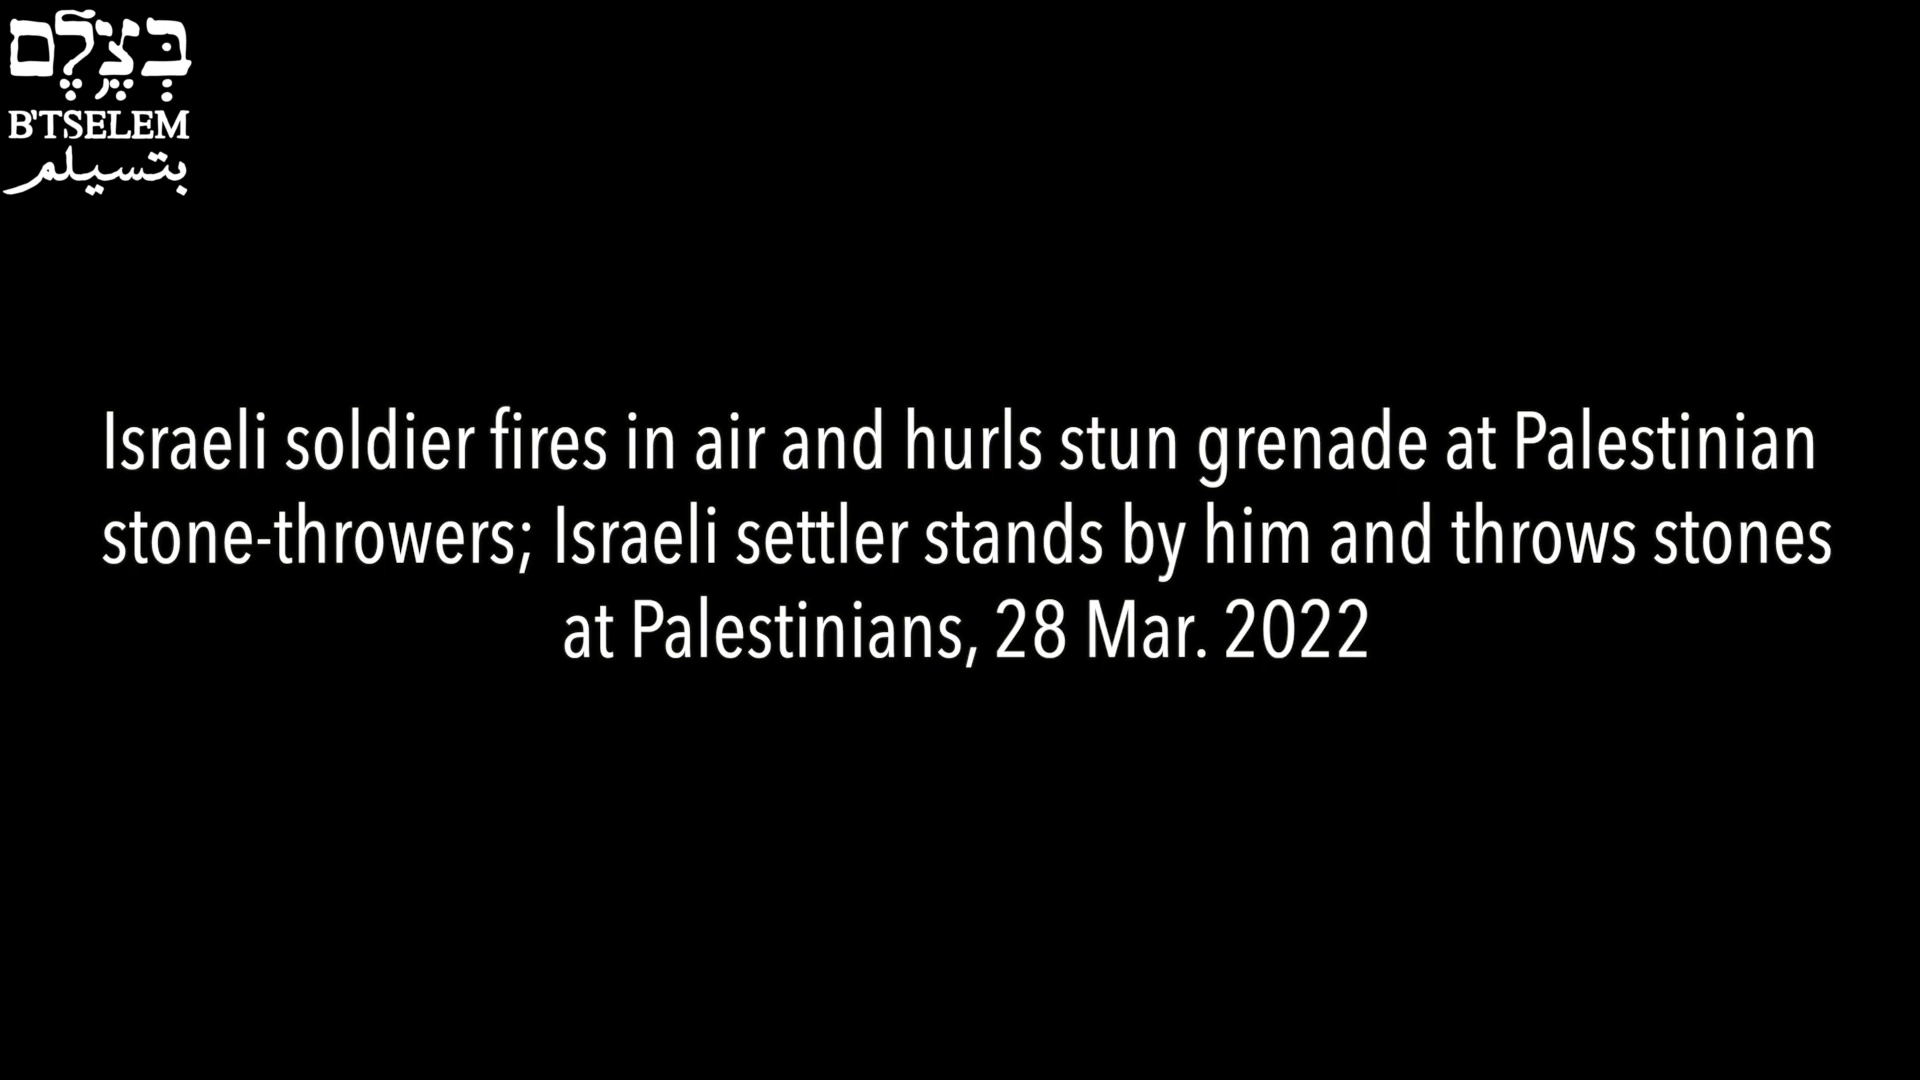 בְּצֶלֶם
B'TSELEM
بتسيلم
Israeli soldier fires in air and hurls stun grenade at Palestinian
stone-throwers; Israeli settler stands by him and throws stones
at Palestinians, 28 Mar. 2022